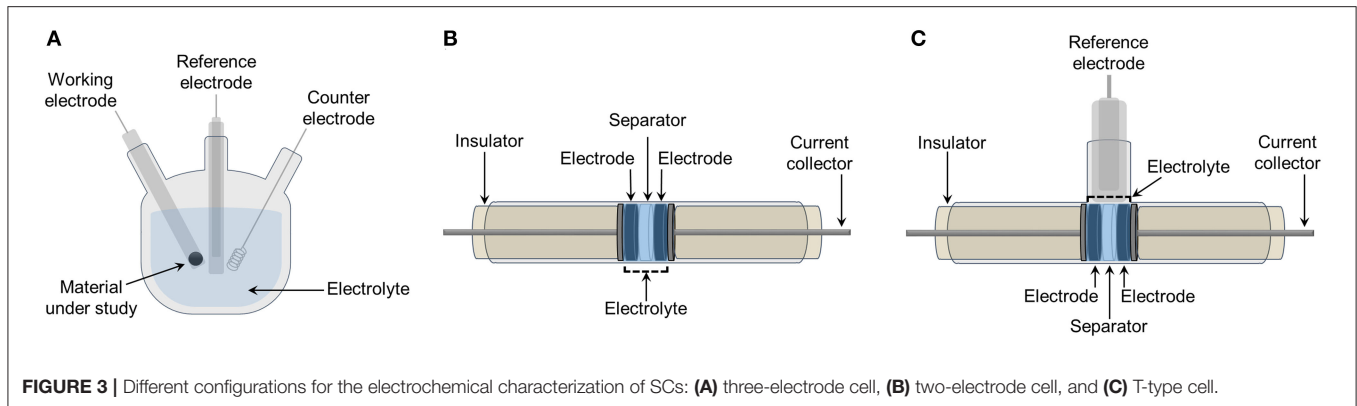 A
Working
electrode
Reference
electrode
Counter
electrode
Material
under study
Electrolyte
B
Insulator
Separator
Electrode
Electrode
Current
collector
Electrolyte
C
Reference
electrode
Insulator
Electrolyte
Current
collector
Electrode
Electrode
Separator
FIGURE 3 | Different configurations for the electrochemical characterization of SCs: (A) three-electrode cell, (B) two-electrode cell, and (C) T-type cell.